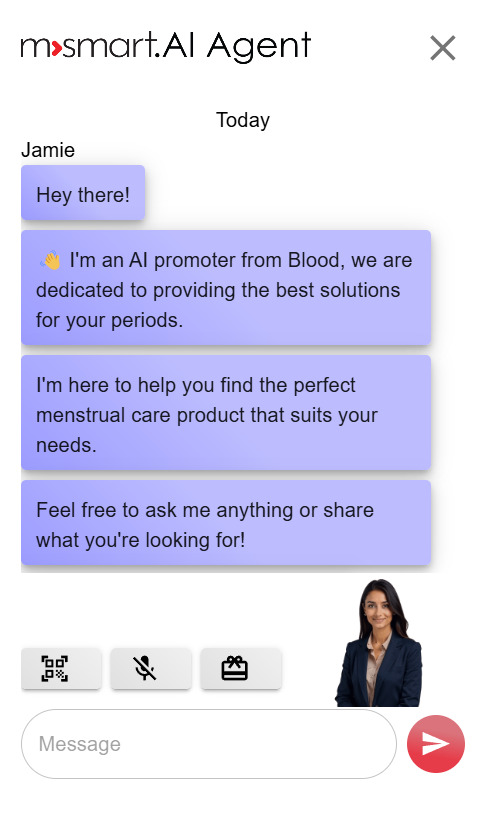 m>smart.AI Agent
Today
Jamie
Hey there!
👋 I'm an AI promoter from Blood, we are
dedicated to providing the best solutions
for your periods.
I'm here to help you find the perfect
menstrual care product that suits your
needs.
Feel free to ask me anything or share
what you're looking for!
Message